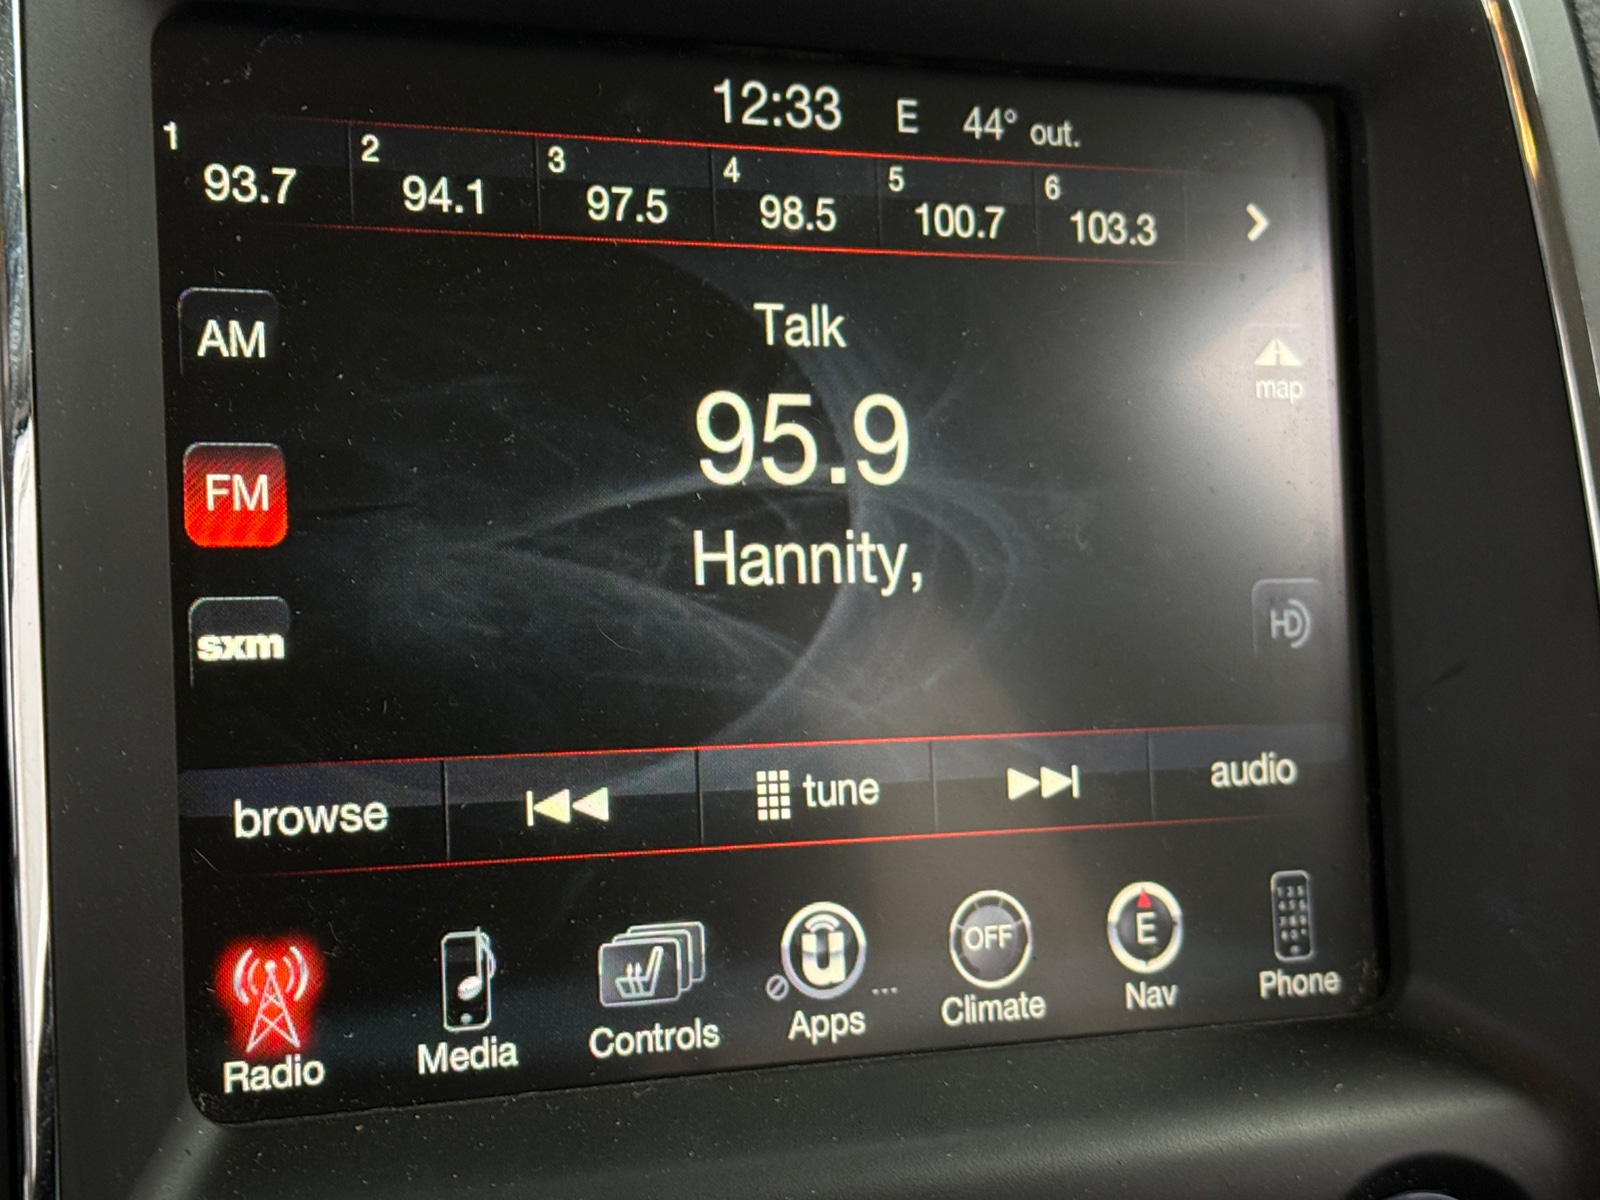 12:33 E 44° out.
1 93.7 2 94.1 3 97.5 4 98.5 5 100.7 6 103.3
AM
Talk
map
95.9
FM
Hannity,
sxm
HD
browse tune audio
OFF E
Radio Media Controls Apps ... Climate Nav Phone